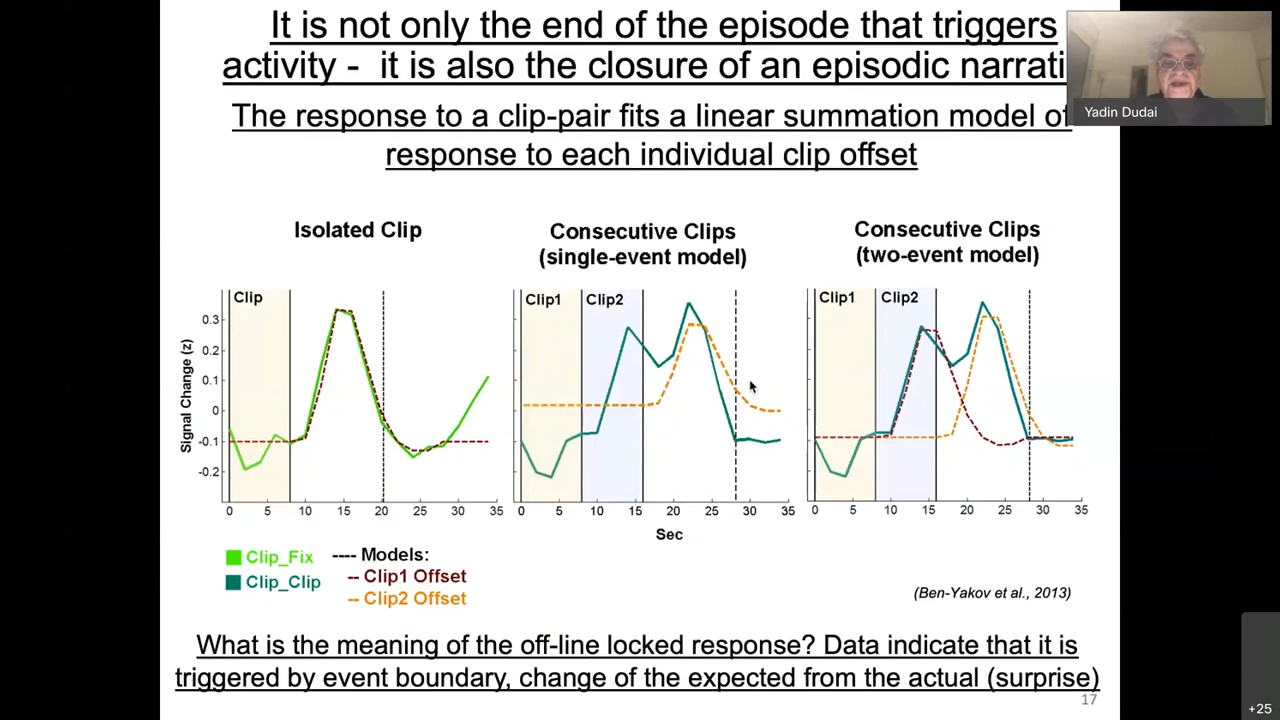 It is not only the end of the episode that triggers
activity - it is also the closure of an episodic
Yadin Dudai
The response to a clip-pair fits a linear summation model of
response to each individual clip offset
Isolated Clip
Consecutive Clips
(single-event model)
Consecutive Clips
(two-event model)
Clip
Clip1
Clip2
Clip1
Clip2
Signal Change (z)
0.3
0.2
0.1
0
-0.1
-0.2
0 5 10 15 20 25 30 35
0 5 10 15 20 25 30 35
0 5 10 15 20 25 30 35
Sec
Clip_Fix
Clip_Clip
---- Models:
-- Clip1 Offset
-- Clip2 Offset
(Ben-Yakov et al., 2013)
What is the meaning of the off-line locked response? Data indicate that it is
triggered by event boundary, change of the expected from the actual (surprise)
17
+25